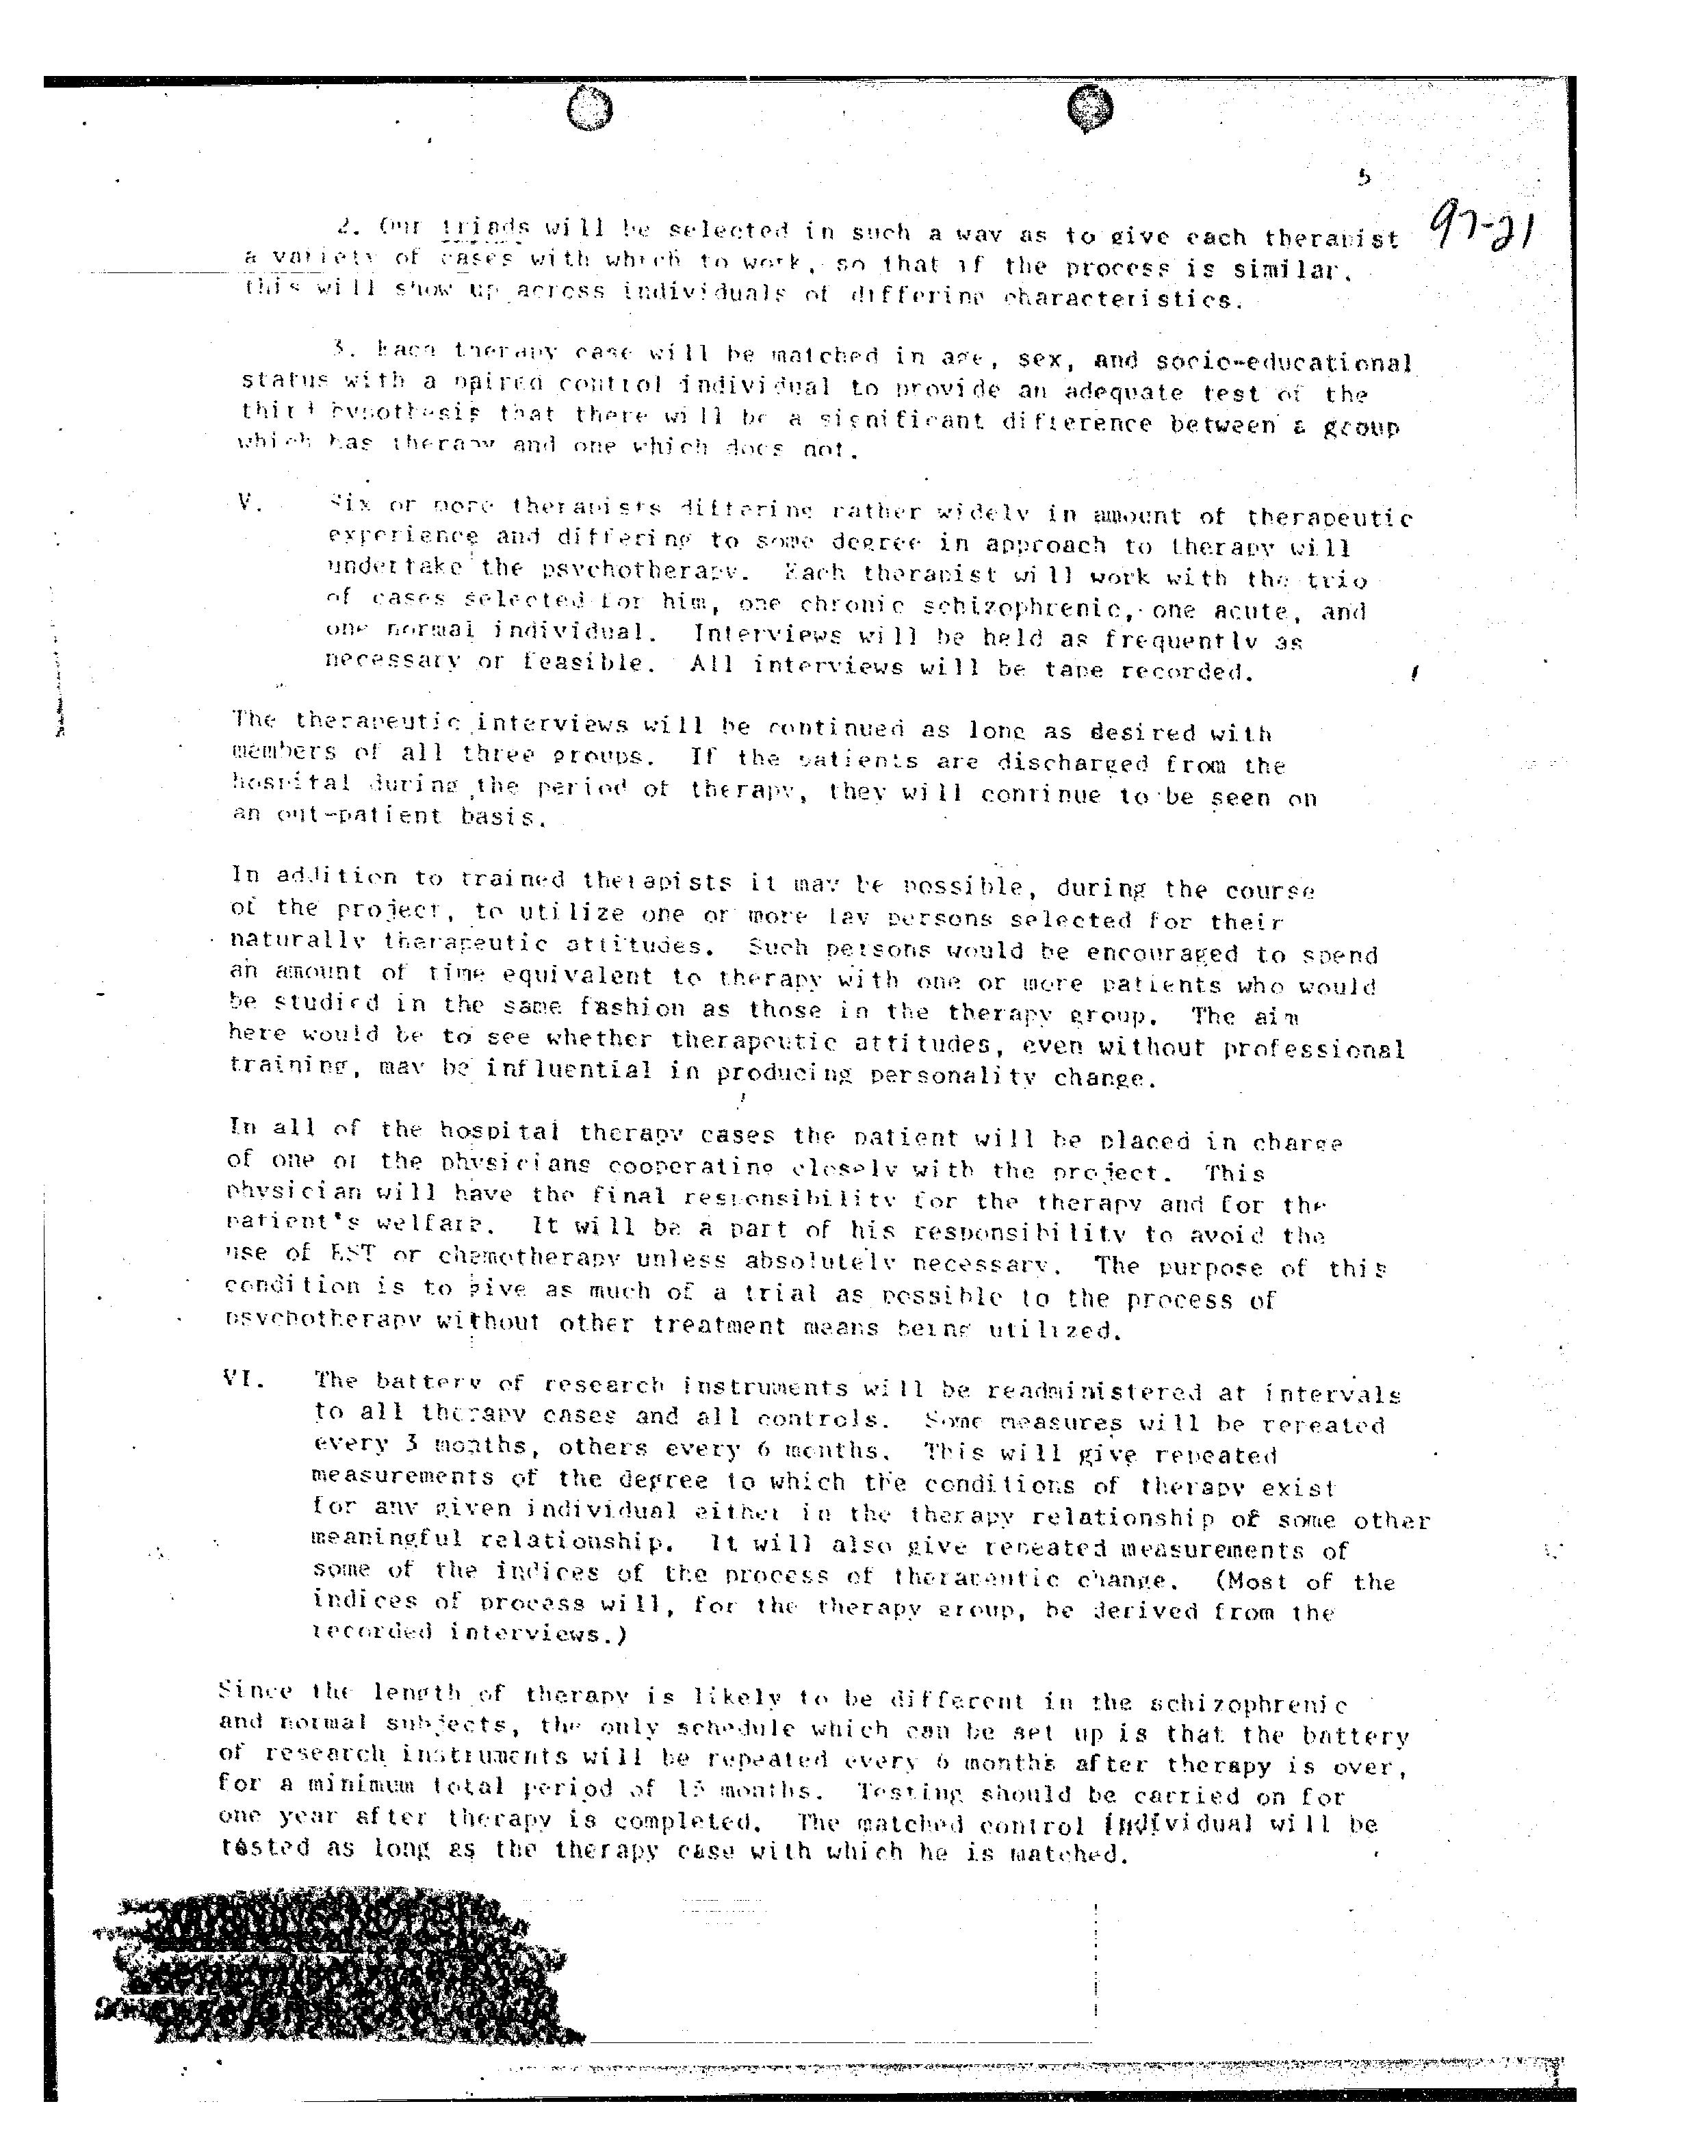 5
97-21
2. Our triads will be selected in such a way as to give each therapist
a variety of cases with which to work, so that if the process is similar,
this will show up across individuals of differing characteristics.
3. Each therapy case will be matched in age, sex, and socio-educational
status with a paired control individual to provide an adequate test of the
third hypothesis that there will be a significant difference between a group
which has therapy and one which does not.
V. Six or more therapists differing rather widely in amount of therapeutic
experience and differing to some degree in approach to therapy will
undertake the psychotherapy. Each therapist will work with the trio
of cases selected for him, one chronic schizophrenic, one acute, and
one normal individual. Interviews will be held as frequently as
necessary or feasible. All interviews will be tape recorded.
The therapeutic interviews will be continued as long as desired with
members of all three groups. If the patients are discharged from the
hospital during the period of therapy, they will continue to be seen on
an out-patient basis.
In addition to trained therapists it may be possible, during the course
of the project, to utilize one or more lay persons selected for their
naturally therapeutic attitudes. Such persons would be encouraged to spend
an amount of time equivalent to therapy with one or more patients who would
be studied in the same fashion as those in the therapy group. The aim
here would be to see whether therapeutic attitudes, even without professional
training, may be influential in producing personality change.
In all of the hospital therapy cases the patient will be placed in charge
of one of the physicians cooperating closely with the project. This
physician will have the final responsibility for the therapy and for the
patient's welfare. It will be a part of his responsibility to avoid the
use of EST or chemotherapy unless absolutely necessary. The purpose of this
condition is to give as much of a trial as possible to the process of
psychotherapy without other treatment means being utilized.
VI. The battery of research instruments will be readministered at intervals
to all therapy cases and all controls. Some measures will be repeated
every 3 months, others every 6 months. This will give repeated
measurements of the degree to which the conditions of therapy exist
for any given individual either in the therapy relationship of some other
meaningful relationship. It will also give repeated measurements of
some of the indices of the process of therapeutic change. (Most of the
indices of process will, for the therapy group, be derived from the
recorded interviews.)
Since the length of therapy is likely to be different in the schizophrenic
and normal subjects, the only schedule which can be set up is that the battery
of research instruments will be repeated every 6 months after therapy is over,
for a minimum total period of months. Testing should be carried on for
one year after therapy is completed. The matched control individual will be
tested as long as the therapy case with which he is matched.